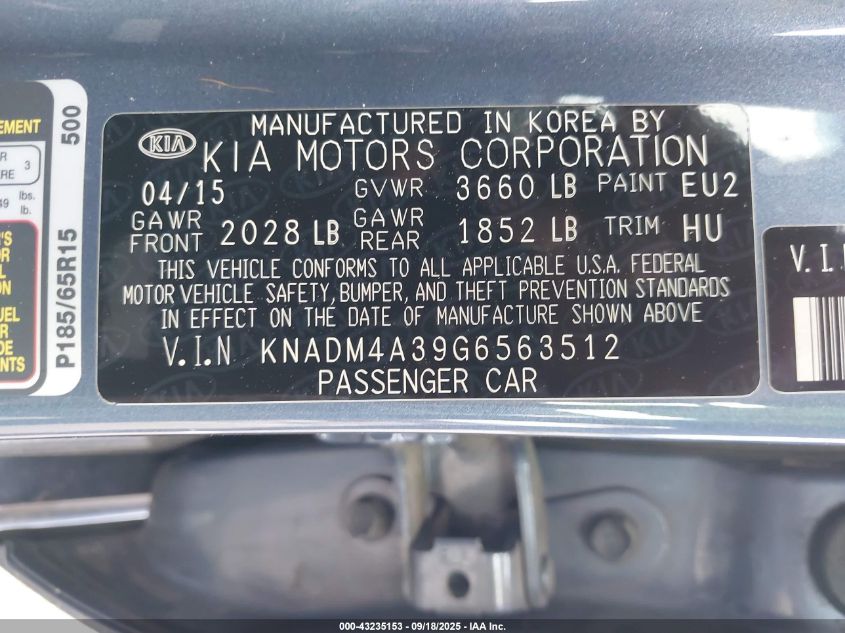 MANUFACTURED IN KOREA BY
KIA KIA MOTORS CORPORATION
04/15 GVWR 3660 LB PAINT EU2
GAWR FRONT 2028 LB GAWR REAR 1852 LB TRIM HU
THIS VEHICLE CONFORMS TO ALL APPLICABLE U.S.A. FEDERAL
MOTOR VEHICLE SAFETY, BUMPER, AND THEFT PREVENTION STANDARDS
IN EFFECT ON THE DATE OF MANUFACTURE SHOWN ABOVE
V.I.N KNADM4A39G6563512
PASSENGER CAR
P185/65R15 500
3
lbs.
lb.
V.I.
000-43235153 - 09/18/2025 - IAA Inc.